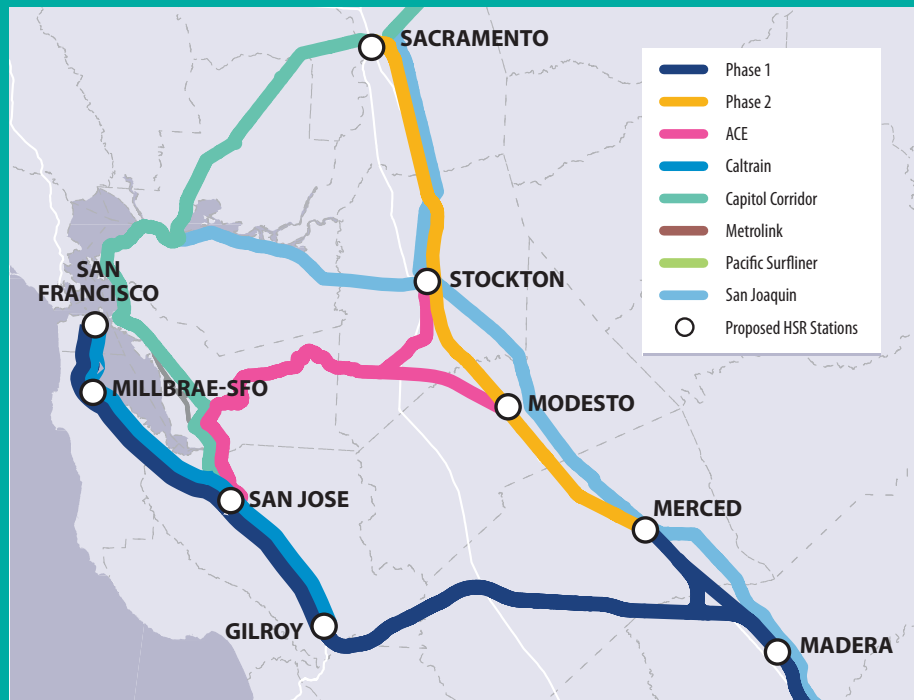 SACRAMENTO
Phase 1
Phase 2
ACE
Caltrain
Capitol Corridor
Metrolink
Pacific Surfliner
San Joaquin
Proposed HSR Stations
SAN
FRANCISCO
STOCKTON
MILLBRAE-SFO
MODESTO
SAN JOSE
MERCED
GILROY
MADERA